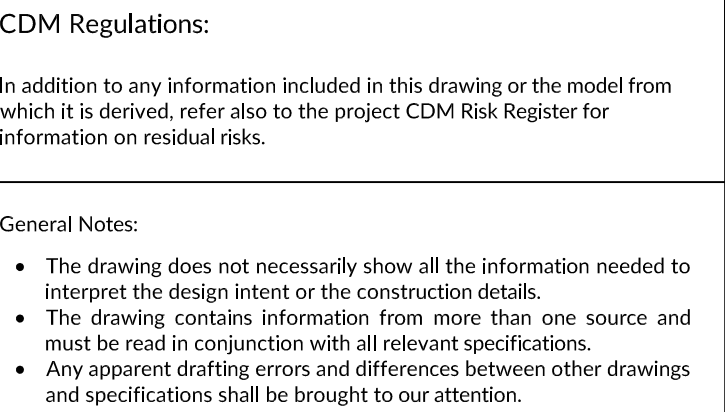 CDM Regulations:
In addition to any information included in this drawing or the model from
which it is derived, refer also to the project CDM Risk Register for
information on residual risks.
General Notes:
• The drawing does not necessarily show all the information needed to
interpret the design intent or the construction details.
• The drawing contains information from more than one source and
must be read in conjunction with all relevant specifications.
• Any apparent drafting errors and differences between other drawings
and specifications shall be brought to our attention.